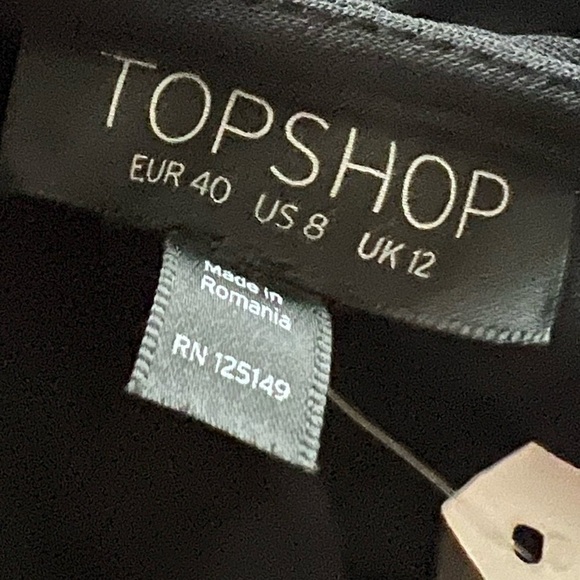 TOPSHOP
EUR 40 US 8 UK 12
Made in
Romania
RN 125149